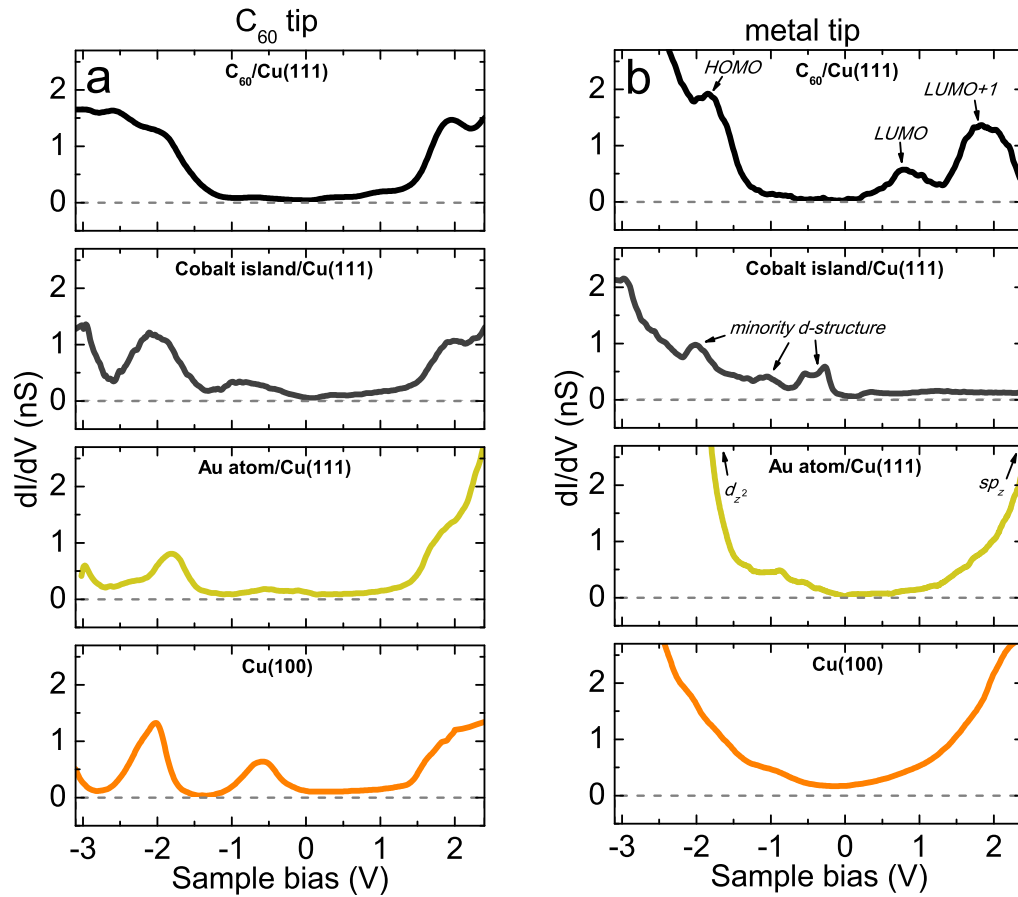 C₆₀ tip
a
C₆₀/Cu(111)
2
1
0
Cobalt island/Cu(111)
2
1
0
Au atom/Cu(111)
2
1
0
Cu(100)
2
1
0
-3 -2 -1 0 1 2
Sample bias (V)
dI/dV (nS)
metal tip
b
C₆₀/Cu(111)
HOMO
LUMO
LUMO+1
2
1
0
Cobalt island/Cu(111)
minority d-structure
2
1
0
Au atom/Cu(111)
d_z²
sp_z
2
1
0
Cu(100)
2
1
0
-3 -2 -1 0 1 2
Sample bias (V)
dI/dV (nS)